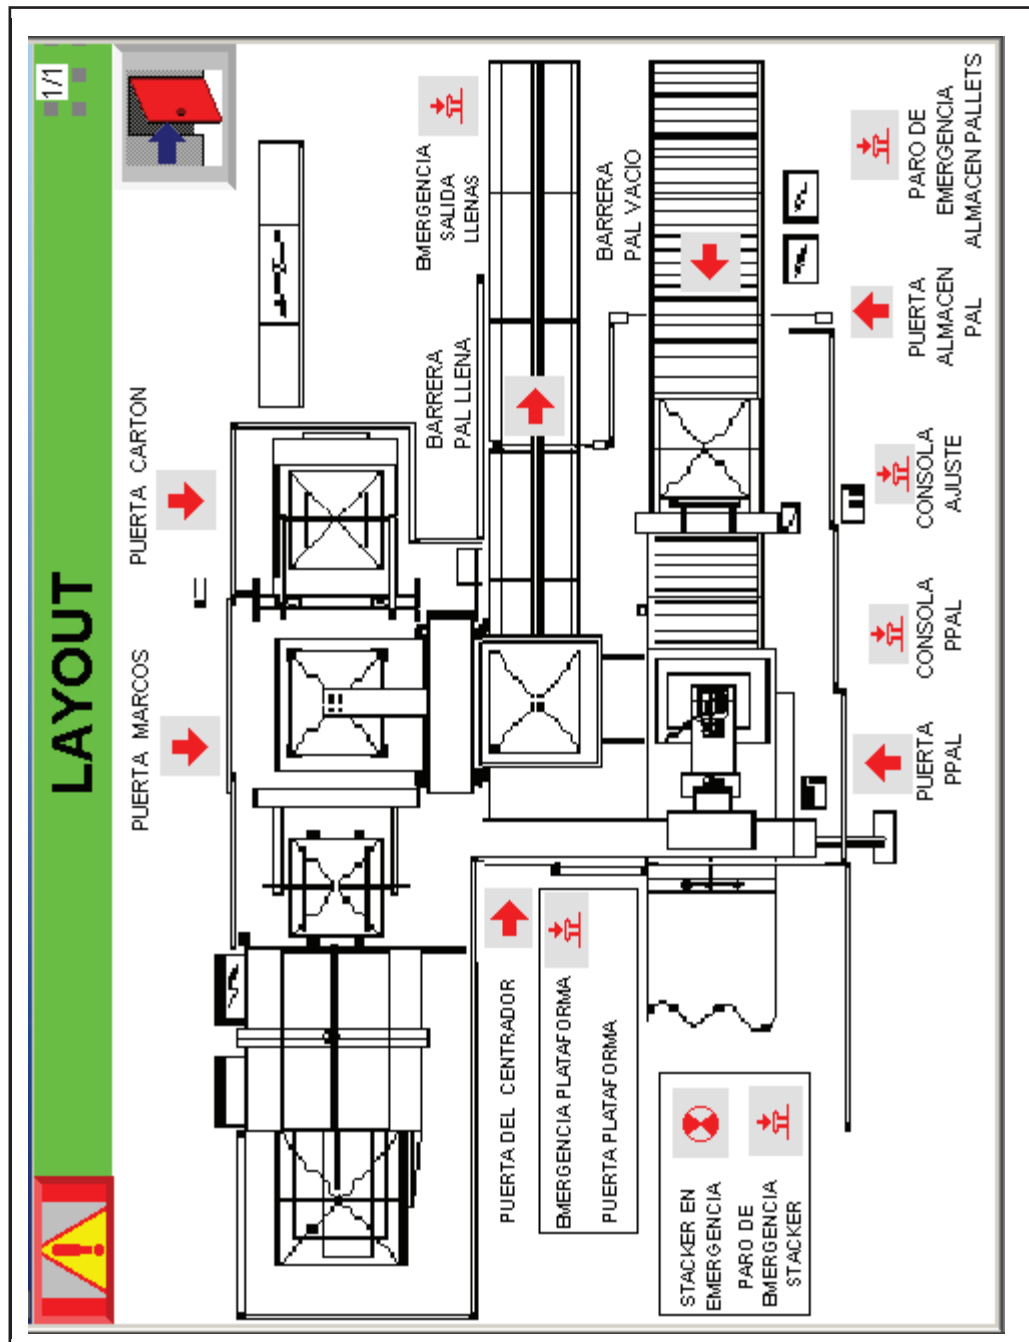 LAYOUT
1/1
PUERTA MARCOS
PUERTA CARTON
EMERGENCIA
SALIDA
LLENAS
BARRERA
PAL LLENA
BARRERA
PAL VACIO
PUERTA DEL CENTRADOR
EMERGENCIA PLATAFORMA
PUERTA PLATAFORMA
STACKER EN
EMERGENCIA
PARO DE
EMERGENCIA
STACKER
PUERTA
PPAL
CONSOLA
PPAL
CONSOLA
AJUSTE
PUERTA
ALMACEN
PAL
PARO DE
EMERGENCIA
ALMACEN PALLETS